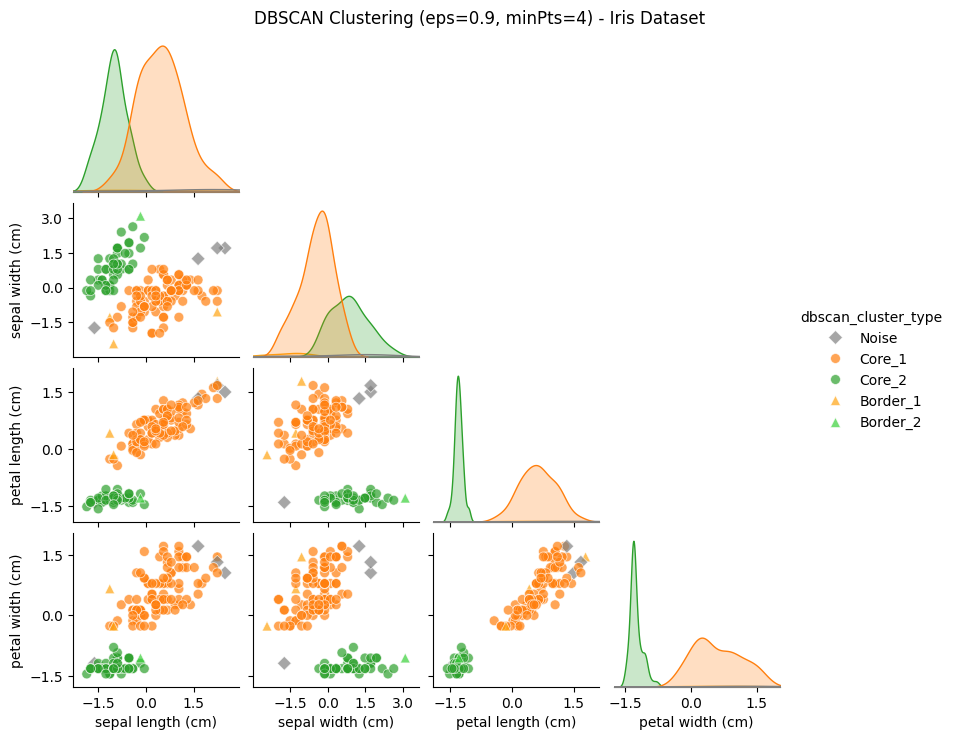 DBSCAN Clustering (eps=0.9, minPts=4) - Iris Dataset
sepal width (cm)
3.0
1.5
0.0
−1.5
dbscan_cluster_type
Noise
Core_1
Core_2
Border_1
Border_2
petal length (cm)
1.5
0.0
−1.5
petal width (cm)
1.5
0.0
−1.5
−1.5 0.0 1.5 −1.5 0.0 1.5 3.0 −1.5 0.0 1.5 −1.5 0.0 1.5
sepal length (cm) sepal width (cm) petal length (cm) petal width (cm)